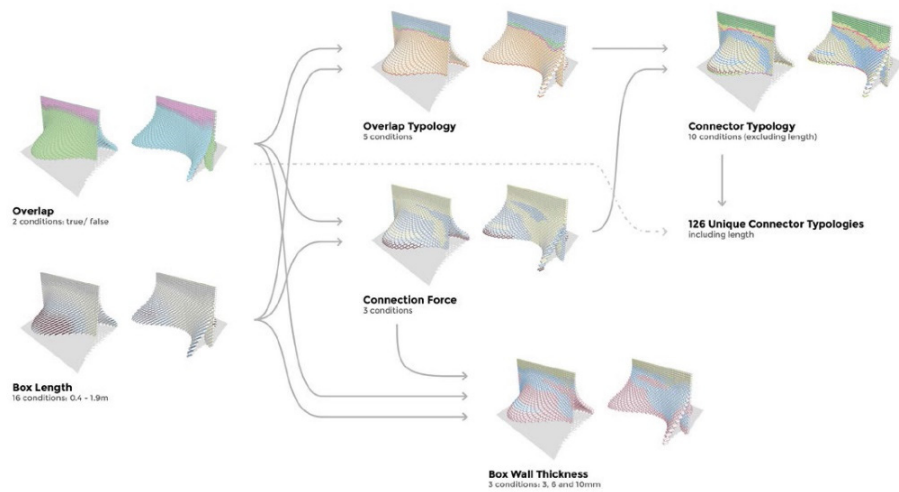 Overlap Typology
5 conditions
Connector Typology
10 conditions (excluding length)
Overlap
2 conditions: true/ false
126 Unique Connector Typologies
including length
Connection Force
3 conditions
Box Length
16 conditions: 0.4 - 1.9m
Box Wall Thickness
3 conditions: 3, 6 and 10mm